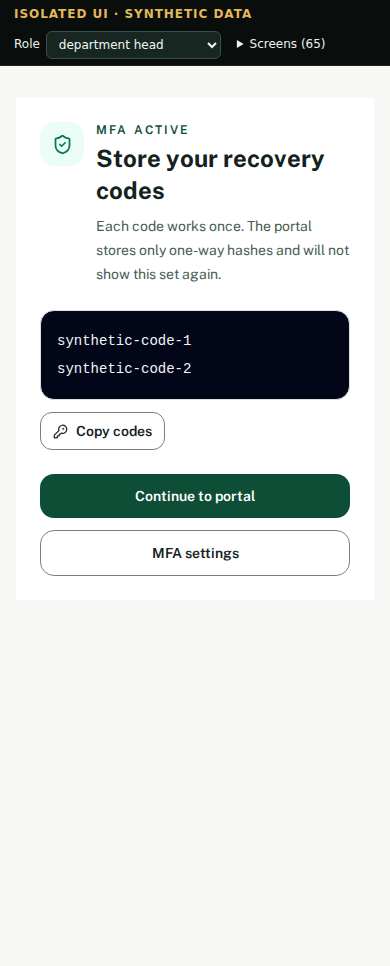 ISOLATED UI · SYNTHETIC DATA
Role department head Screens (65)
MFA ACTIVE
Store your recovery
codes
Each code works once. The portal
stores only one-way hashes and will not
show this set again.
synthetic-code-1
synthetic-code-2
Copy codes
Continue to portal
MFA settings